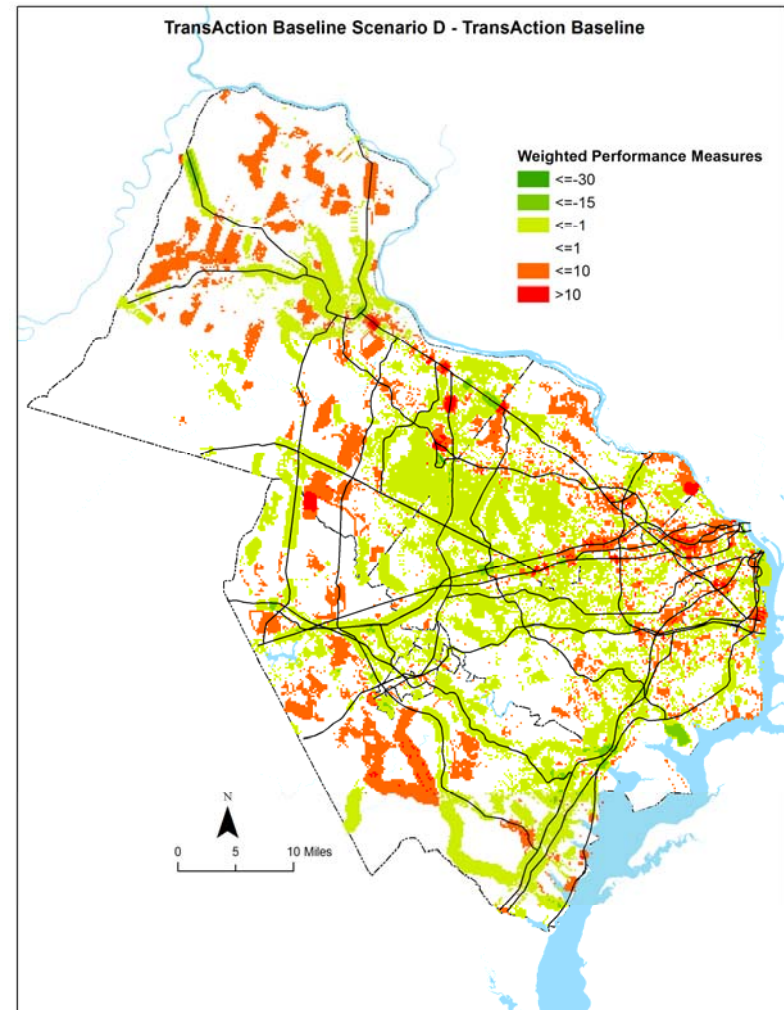 TransAction Baseline Scenario D - TransAction Baseline
Weighted Performance Measures
<=-30
<=-15
<=-1
<=1
<=10
>10
N
0 5 10 Miles